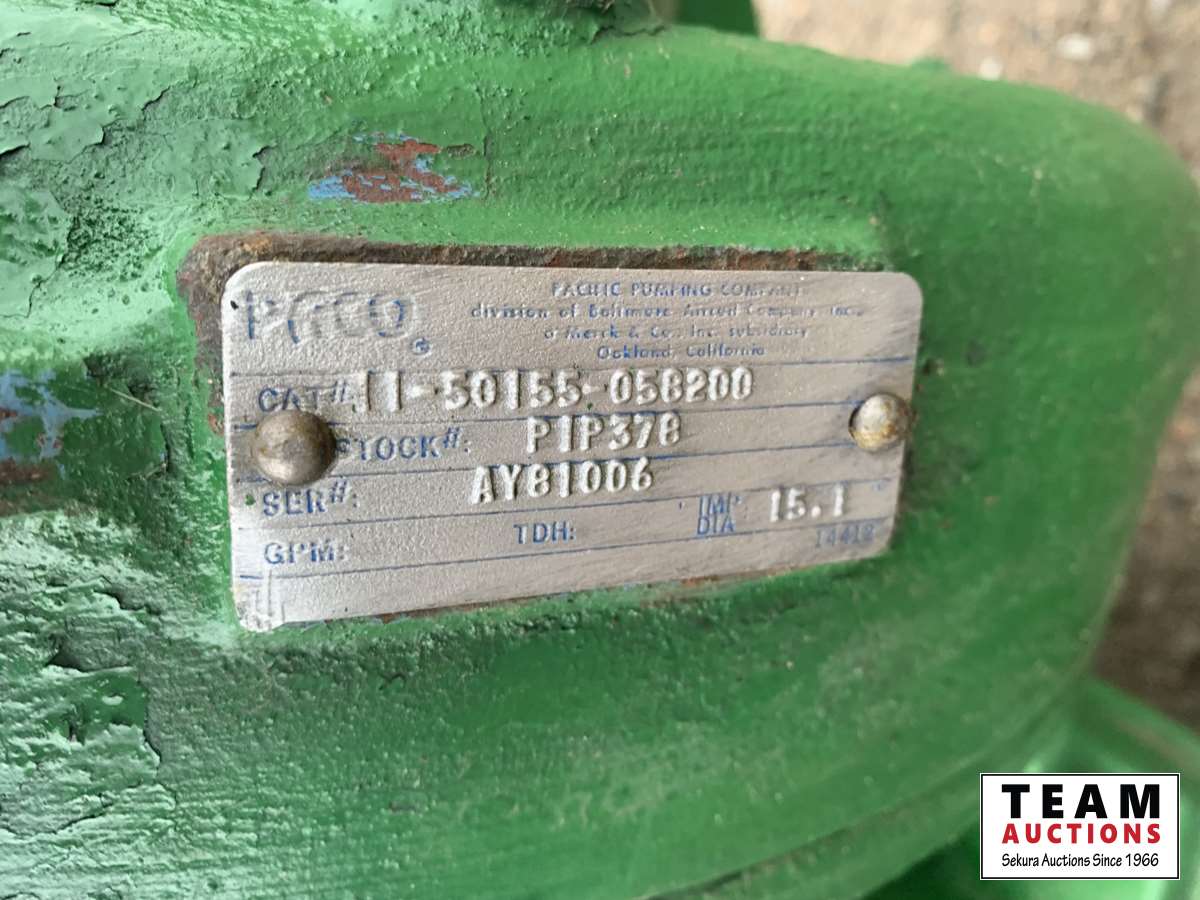 PACO®
PACIFIC PUMPING COMPANY
division of Baltimore Aircoil Company, Inc.,
a Merck & Co., Inc. subsidiary
Oakland, California
CAT#: 11-50155-058200
STOCK#: P1P378
SER#: AY81006
GPM: TDH: IMP DIA 15.1
14418
TEAM
AUCTIONS
Sekura Auctions Since 1966